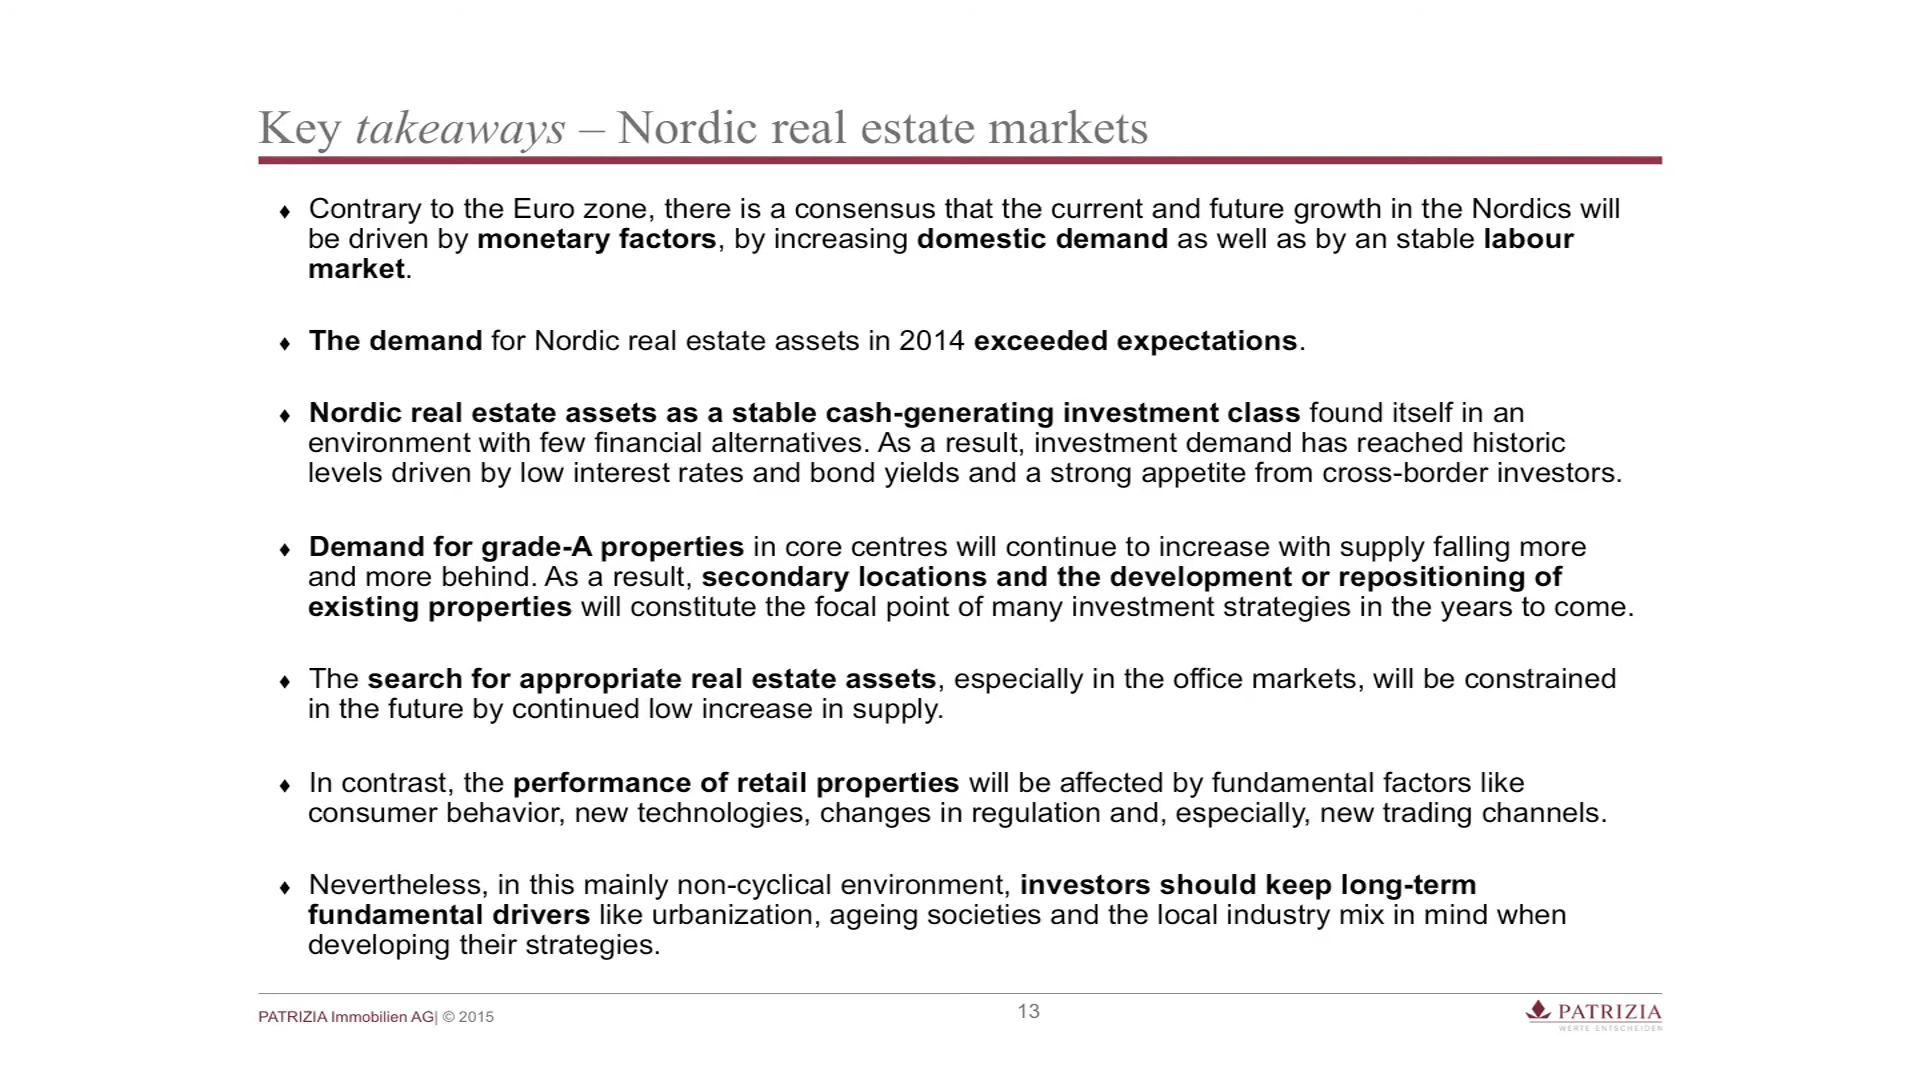 Key takeaways – Nordic real estate markets
♦ Contrary to the Euro zone, there is a consensus that the current and future growth in the Nordics will
be driven by monetary factors, by increasing domestic demand as well as by an stable labour
market.
♦ The demand for Nordic real estate assets in 2014 exceeded expectations.
♦ Nordic real estate assets as a stable cash-generating investment class found itself in an
environment with few financial alternatives. As a result, investment demand has reached historic
levels driven by low interest rates and bond yields and a strong appetite from cross-border investors.
♦ Demand for grade-A properties in core centres will continue to increase with supply falling more
and more behind. As a result, secondary locations and the development or repositioning of
existing properties will constitute the focal point of many investment strategies in the years to come.
♦ The search for appropriate real estate assets, especially in the office markets, will be constrained
in the future by continued low increase in supply.
♦ In contrast, the performance of retail properties will be affected by fundamental factors like
consumer behavior, new technologies, changes in regulation and, especially, new trading channels.
♦ Nevertheless, in this mainly non-cyclical environment, investors should keep long-term
fundamental drivers like urbanization, ageing societies and the local industry mix in mind when
developing their strategies.
PATRIZIA Immobilien AG| © 2015
13
PATRIZIA
WERTE ENTSCHEIDEN